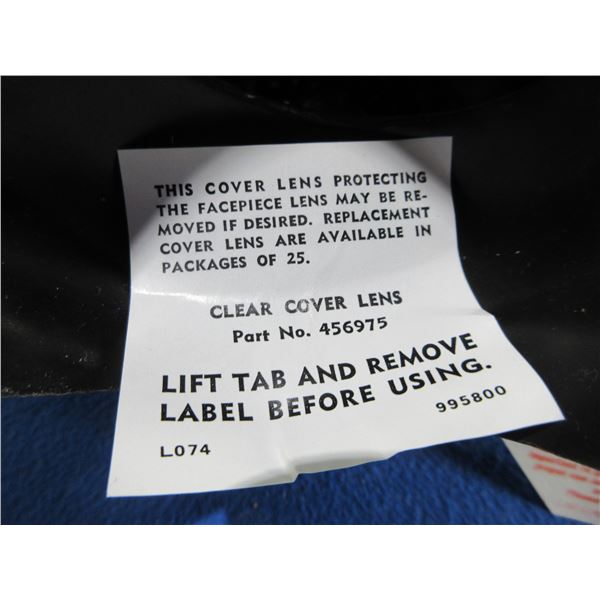 THIS COVER LENS PROTECTING
THE FACEPIECE LENS MAY BE RE-
MOVED IF DESIRED. REPLACEMENT
COVER LENS ARE AVAILABLE IN
PACKAGES OF 25.
CLEAR COVER LENS
Part No. 456975
LIFT TAB AND REMOVE
LABEL BEFORE USING.
L074 995800